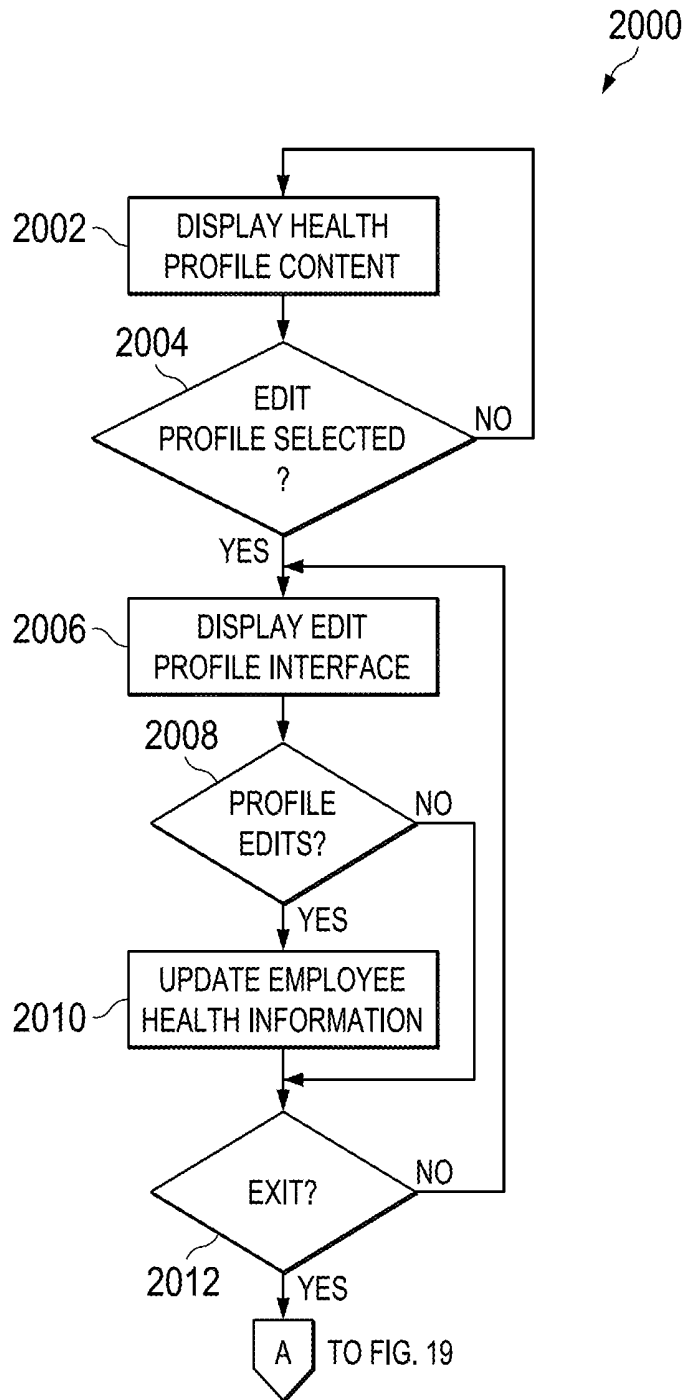 2000
2002
DISPLAY HEALTH
PROFILE CONTENT
2004
EDIT
PROFILE SELECTED
?
NO
YES
2006
DISPLAY EDIT
PROFILE INTERFACE
2008
PROFILE
EDITS?
NO
YES
2010
UPDATE EMPLOYEE
HEALTH INFORMATION
EXIT?
NO
2012
YES
A TO FIG. 19